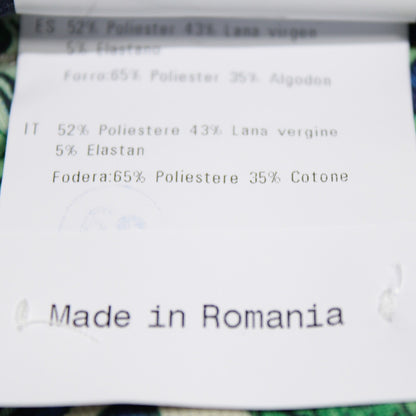 ES 52% Poliester 43% Lana virgen
5% Elastano
Forro:65% Poliester 35% Algodon
IT 52% Poliestere 43% Lana vergine
5% Elastan
Fodera:65% Poliestere 35% Cotone
Made in Romania